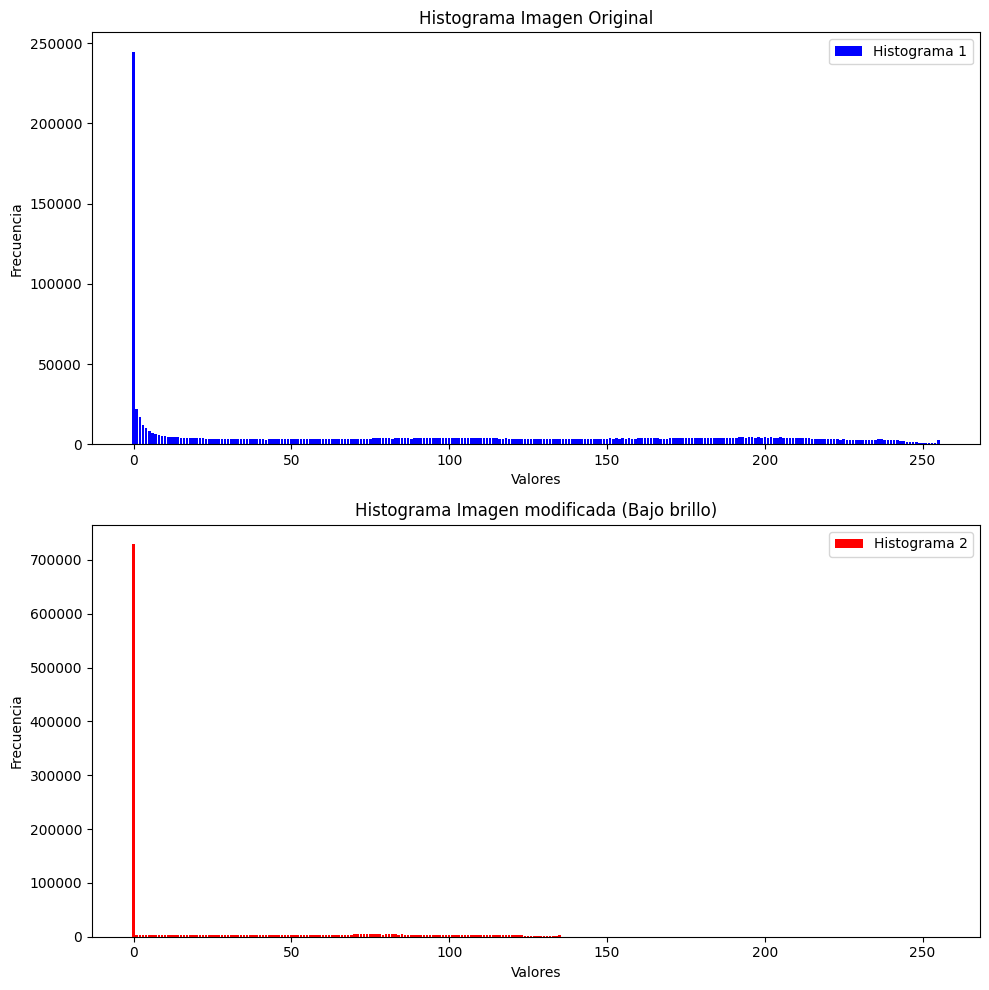 Histograma Imagen Original
Histograma 1
250000
200000
150000
100000
50000
0
Frecuencia
0 50 100 150 200 250
Valores
Histograma Imagen modificada (Bajo brillo)
Histograma 2
700000
600000
500000
400000
300000
200000
100000
0
Frecuencia
0 50 100 150 200 250
Valores